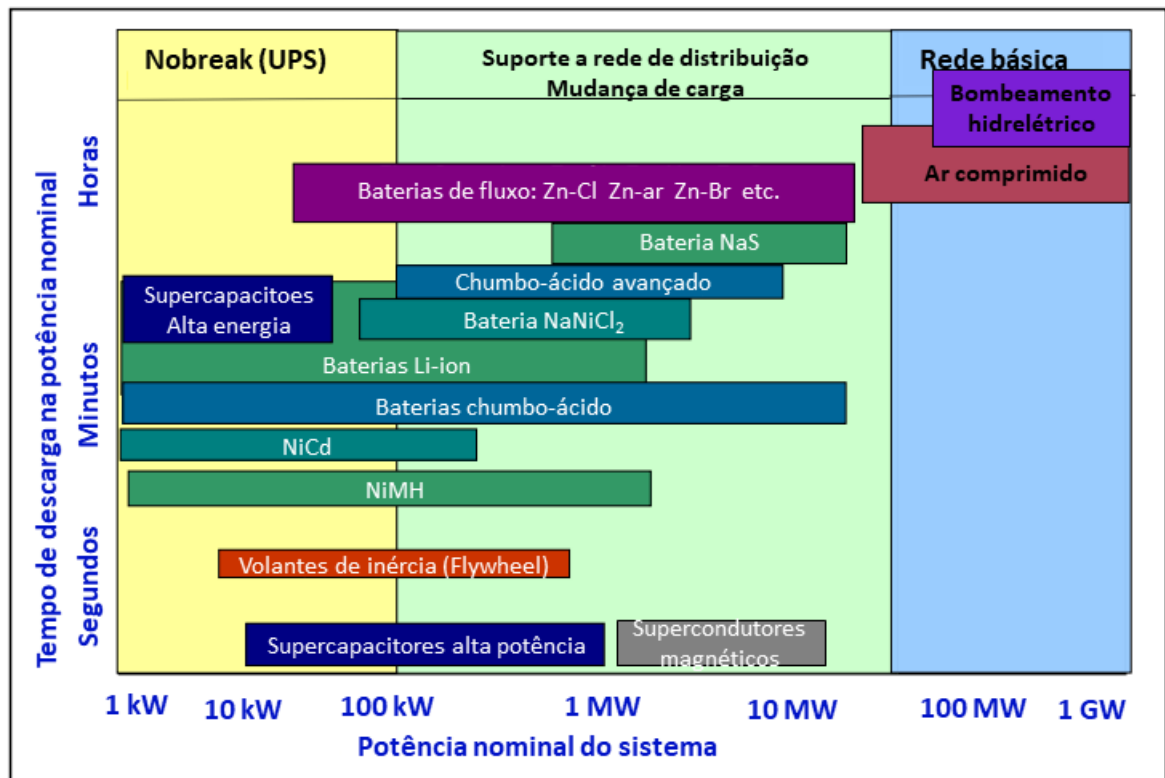 Nobreak (UPS)
Suporte a rede de distribuição
Mudança de carga
Rede básica
Bombeamento
hidrelétrico
Ar comprimido
Baterias de fluxo: Zn-Cl Zn-ar Zn-Br etc.
Bateria NaS
Chumbo-ácido avançado
Supercapacitoes
Alta energia
Bateria NaNiCl₂
Baterias Li-ion
Baterias chumbo-ácido
NiCd
NiMH
Volantes de inércia (Flywheel)
Supercapacitores alta potência
Supercondutores
magnéticos
Tempo de descarga na potência nominal
Horas
Minutos
Segundos
1 kW
10 kW
100 kW
1 MW
10 MW
100 MW
1 GW
Potência nominal do sistema